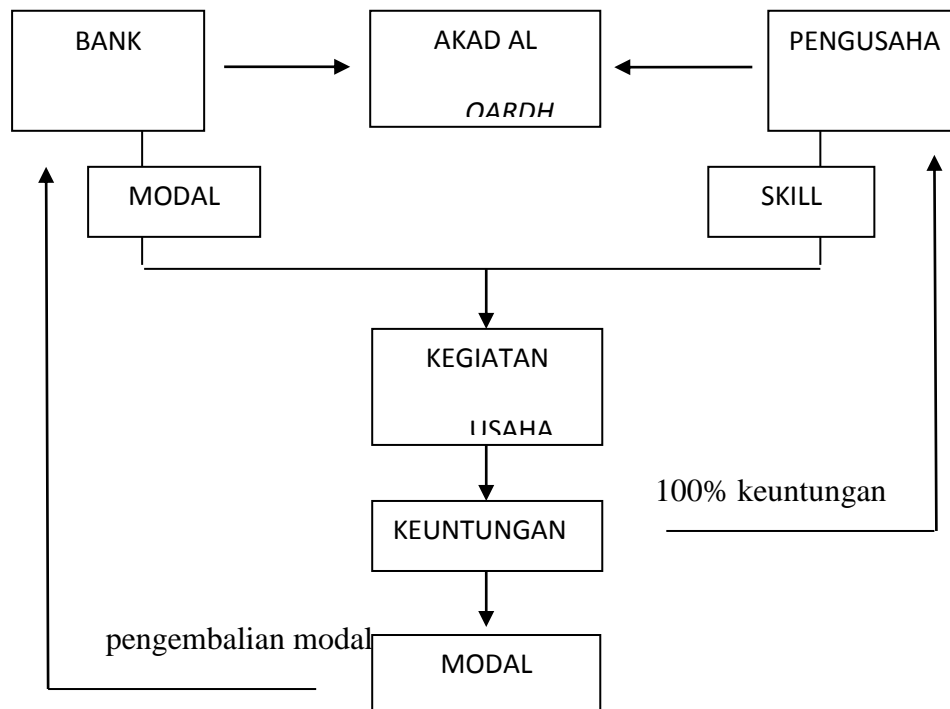 BANK
AKAD AL
QARDH
PENGUSAHA
MODAL
SKILL
KEGIATAN
USAHA
100% keuntungan
KEUNTUNGAN
pengembalian modal
MODAL